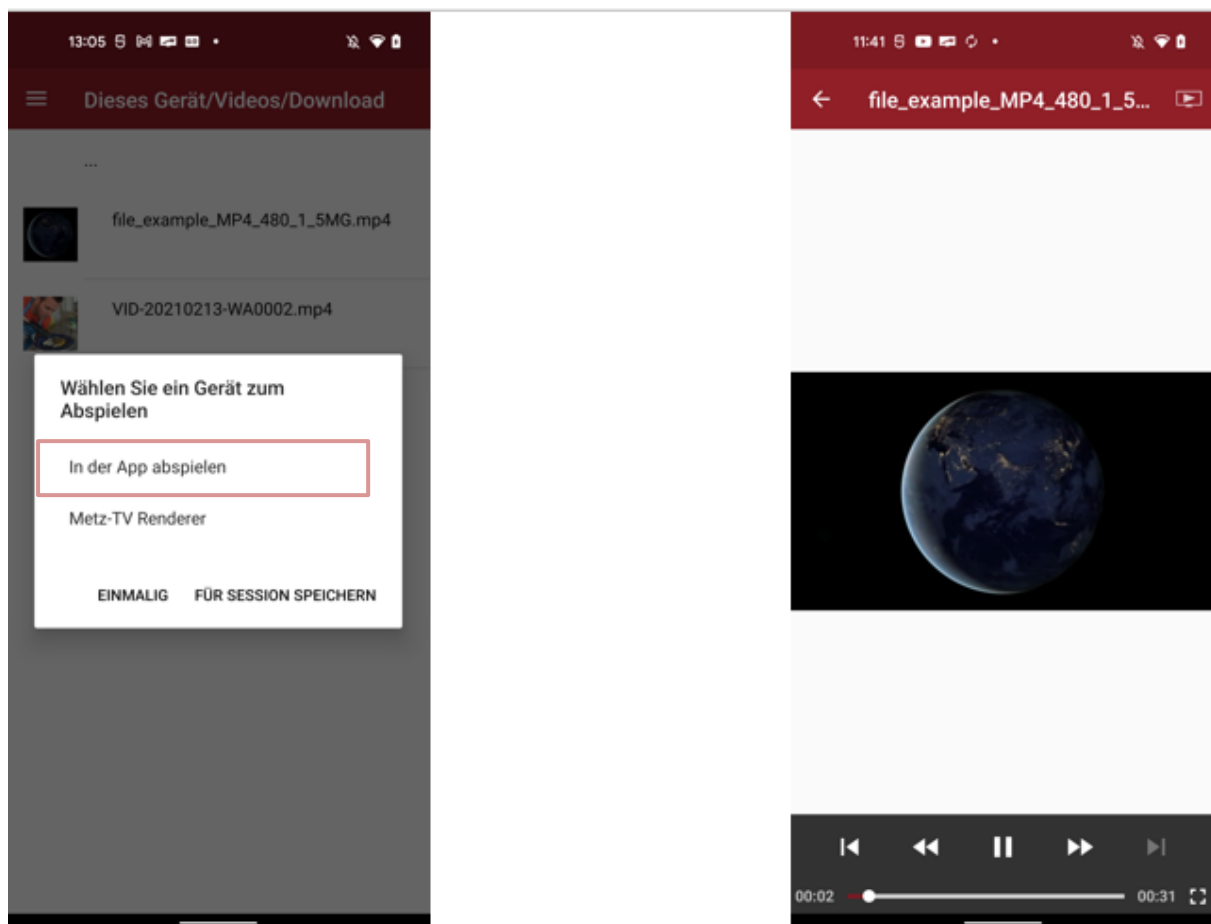 13:05
Dieses Gerät/Videos/Download
...
file_example_MP4_480_1_5MG.mp4
VID-20210213-WA0002.mp4
Wählen Sie ein Gerät zum
Abspielen
In der App abspielen
Metz-TV Renderer
EINMALIG FÜR SESSION SPEICHERN
11:41
file_example_MP4_480_1_5...
00:02 00:31